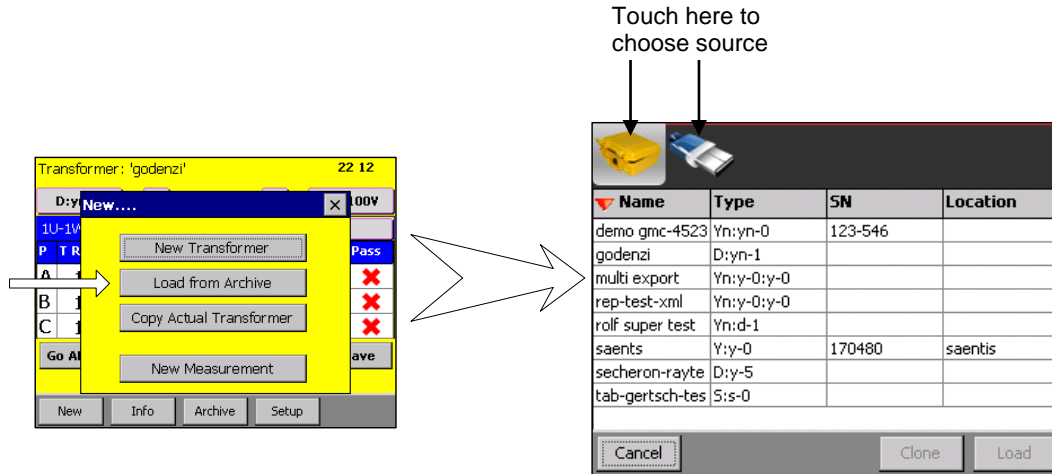 Touch here to
choose source
Transformer: 'godenzi' 22 12
New....
1U-1W
P Pass
New Transformer
A
Load from Archive
B
Copy Actual Transformer
C
New Measurement
New Info Archive Setup
Name Type SN Location
demo gmc-4523 Yn:yn-0 123-546
godenzi D:yn-1
multi export Yn:y-0:y-0
rep-test-xml Yn:y-0:y-0
rolf super test Yn:d-1
saents Y:y-0 170480 saentis
secheron-rayte D:y-5
tab-gertsch-tes S:s-0
Cancel Clone Load